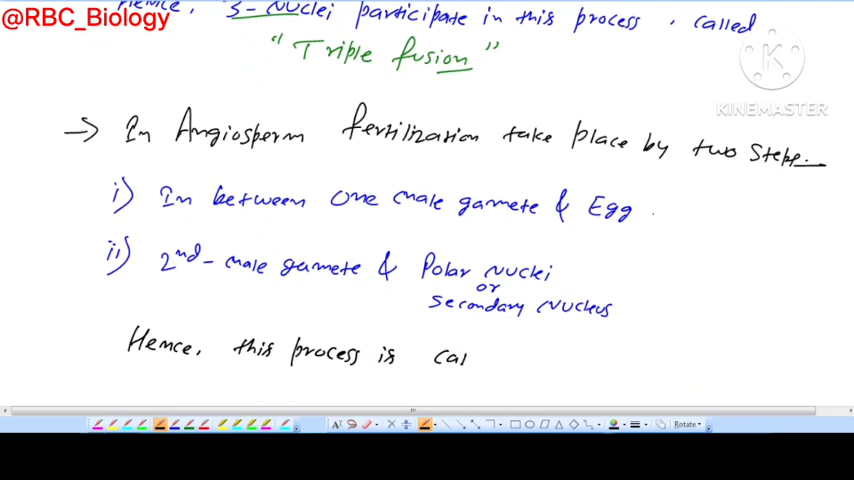 Hence, 3-Nuclei participate in this process, called
@RBC_Biology
"Triple fusion"
KINEMASTER
→ In Angiosperm fertilization take place by two Steps.
i) In between one male gamete & Egg.
ii) 2nd-male gamete & Polar Nuclei
or
Secondary Nucleus
Hence, this process is cal
Rotate